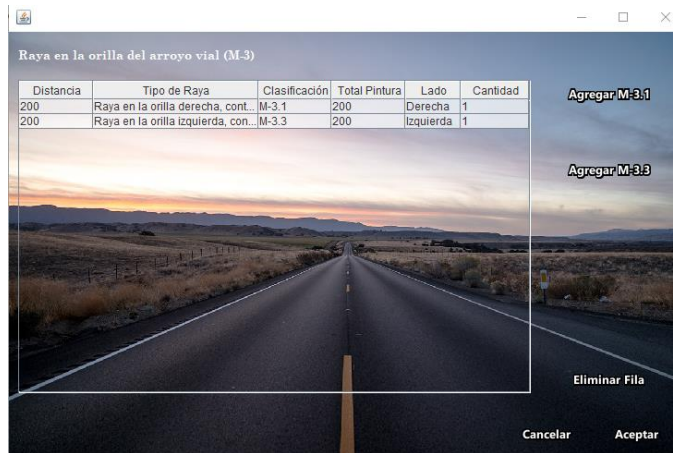 Raya en la orilla del arroyo vial (M-3)
Distancia Tipo de Raya Clasificación Total Pintura Lado Cantidad
200 Raya en la orilla derecha, cont... M-3.1 200 Derecha 1
200 Raya en la orilla izquierda, con... M-3.3 200 Izquierda 1
Agregar M-3.1
Agregar M-3.3
Eliminar Fila
Cancelar Aceptar